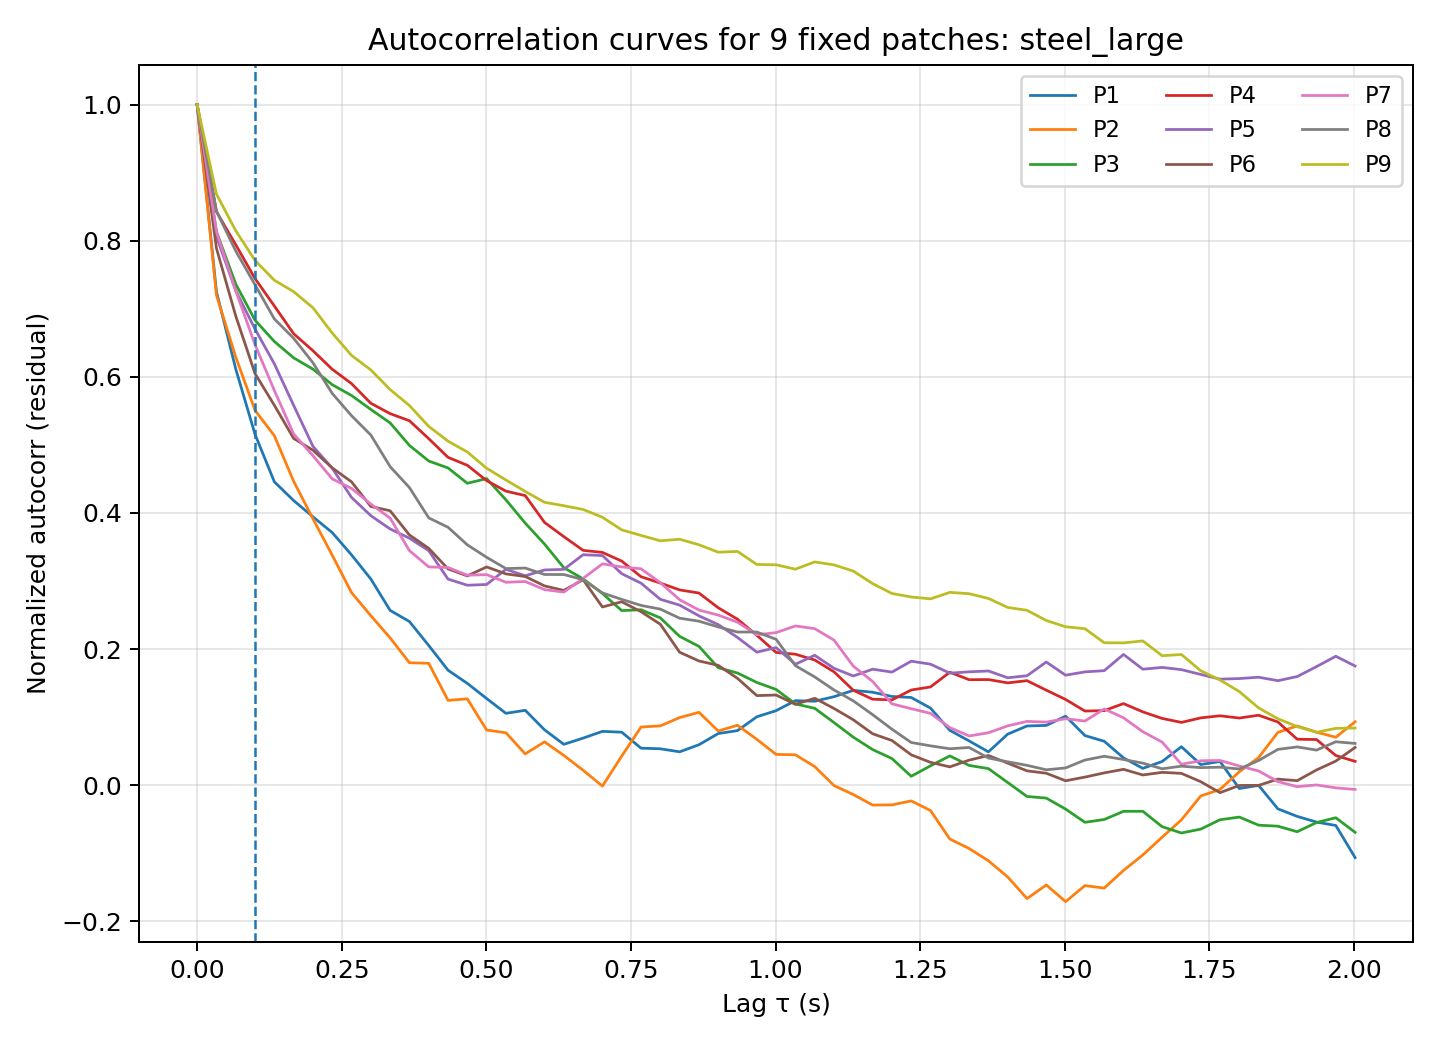 Autocorrelation curves for 9 fixed patches: steel_large
Normalized autocorr (residual)
1.0
0.8
0.6
0.4
0.2
0.0
−0.2
P1 P4 P7
P2 P5 P8
P3 P6 P9
0.00 0.25 0.50 0.75 1.00 1.25 1.50 1.75 2.00
Lag τ (s)